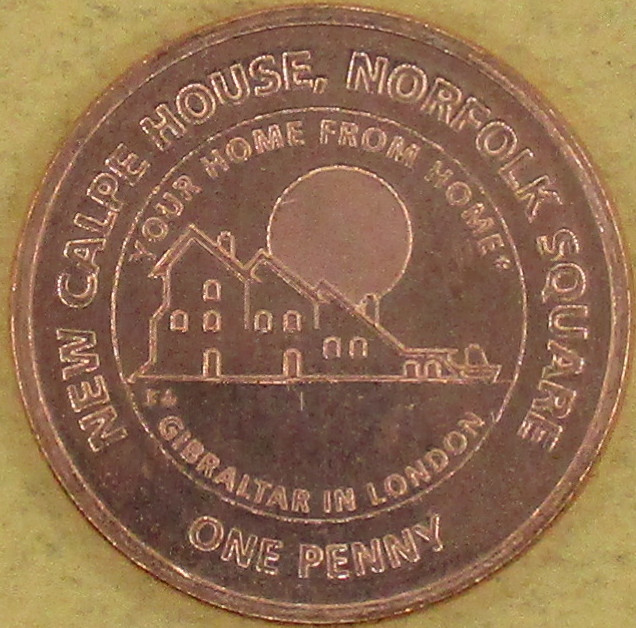 NEW CALPE HOUSE, NORFOLK SQUARE
YOUR HOME FROM HOME"
" GIBRALTAR IN LONDON
ONE PENNY